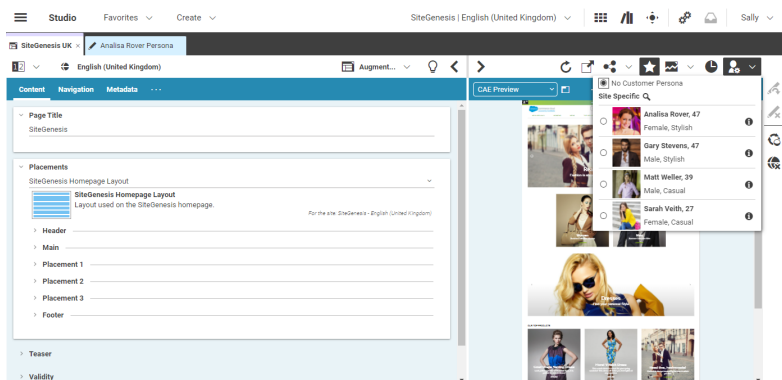 Studio Favorites Create SiteGenesis | English (United Kingdom) Sally
SiteGenesis UK × Analisa Rover Persona
English (United Kingdom) Augment...
Content Navigation Metadata ···
CAE Preview
Page Title
SiteGenesis
Placements
SiteGenesis Homepage Layout
SiteGenesis Homepage Layout
Layout used on the SiteGenesis homepage.
For the site: SiteGenesis - English (United Kingdom)
Header
Main
Placement 1
Placement 2
Placement 3
Footer
Teaser
Validity
No Customer Persona
Site Specific
Analisa Rover, 47
Female, Stylish
Gary Stevens, 47
Male, Stylish
Matt Weller, 39
Male, Casual
Sarah Veith, 27
Female, Casual